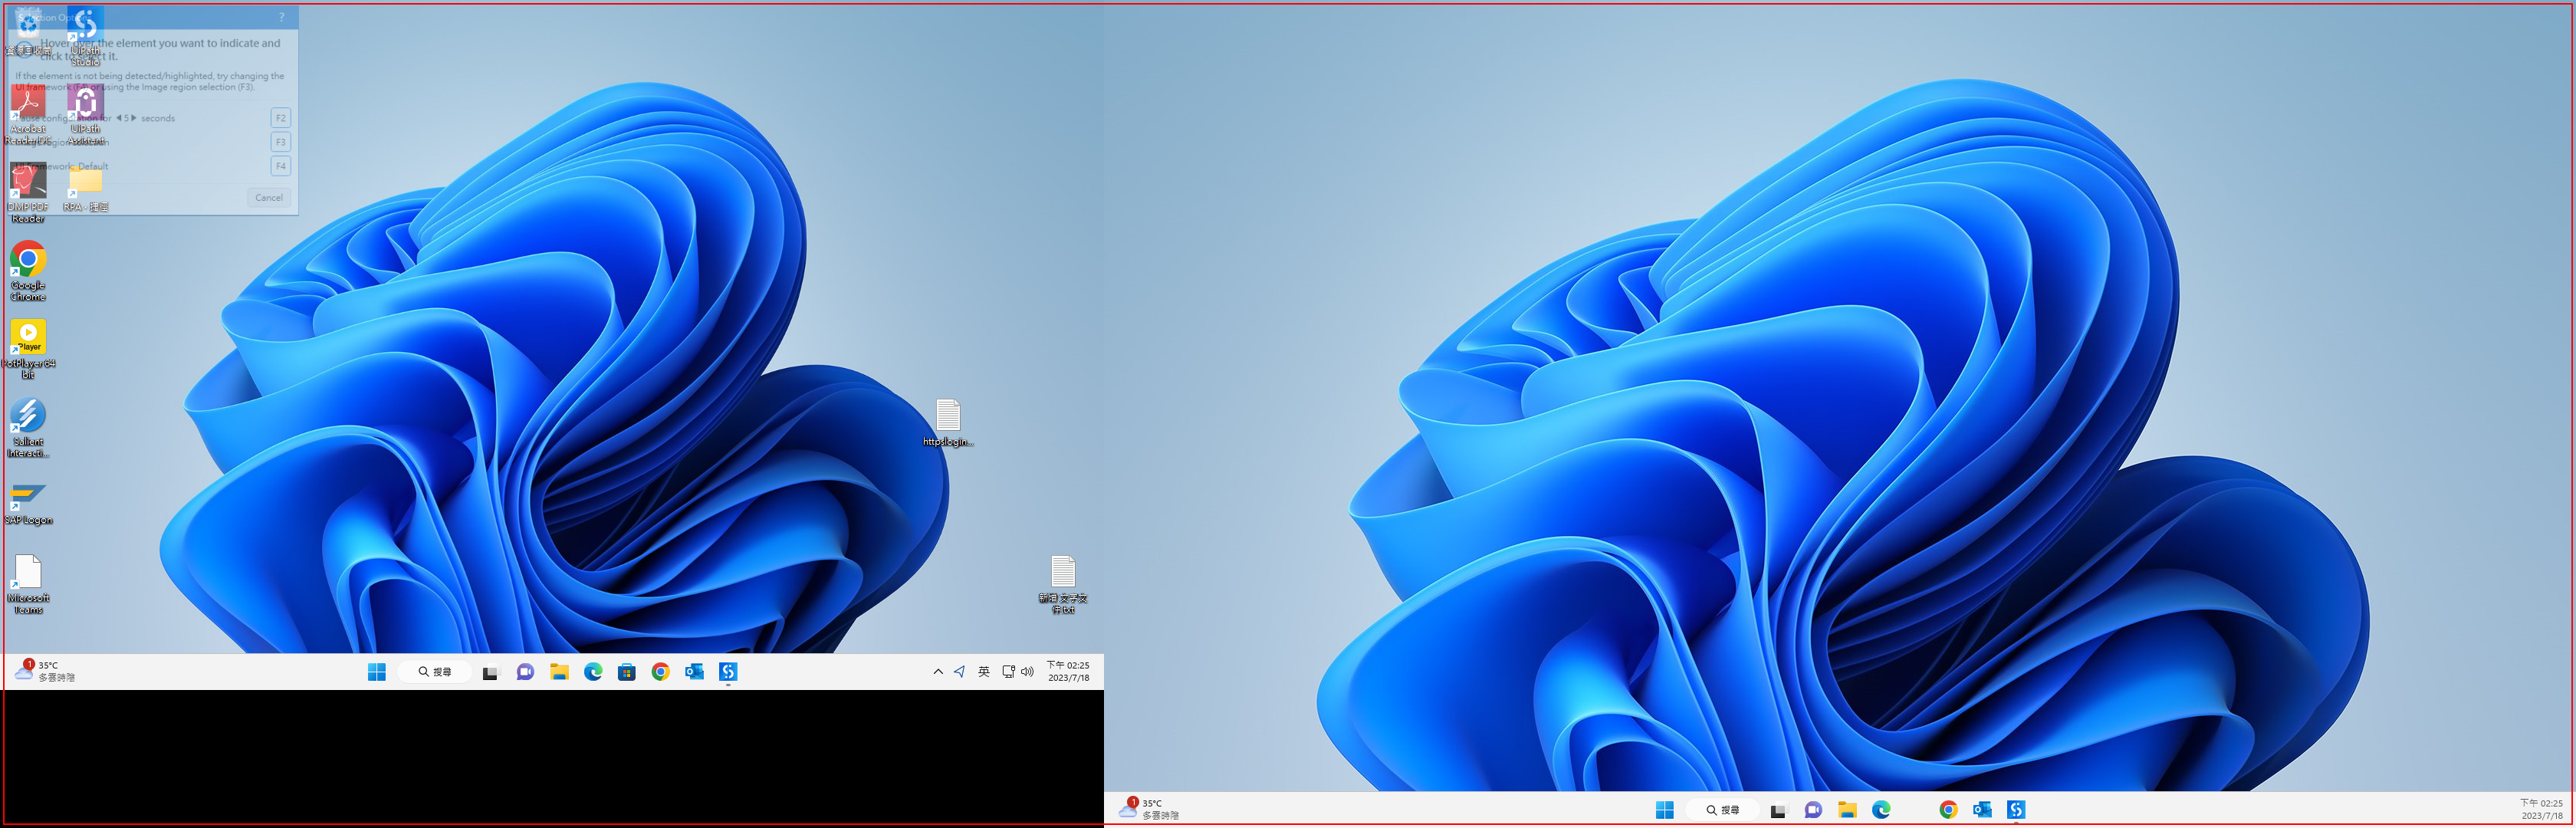 Selection Options
?
Hover over the element you want to indicate and
click to select it.
If the element is not being detected/highlighted, try changing the
UI framework (F4) or using the Image region selection (F3).
Pause configuration for 5 seconds
F2
F3
UI framework: Default
F4
Cancel
資源回收筒
UiPath
Studio
Acrobat
Reader DC
UiPath
Assistant
Reader
RPA - 捷徑
Google
Chrome
Player
PotPlayer 64
bit
Salient
Interacti...
SAP Logon
Microsoft
Teams
httpslogin...
新增 文字文
件.txt
1
35°C
多雲時陰
搜尋
英
下午 02:25
2023/7/18
1
35°C
多雲時陰
搜尋
下午 02:25
2023/7/18